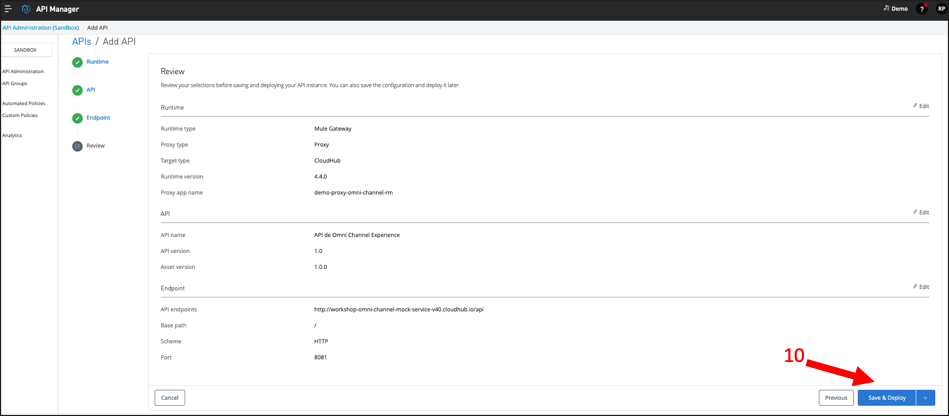 API Manager
Demo
?
RP
API Administration (Sandbox) Add API
SANDBOX
API Administration
API Groups
Automated Policies
Custom Policies
Analytics
APIs / Add API
Runtime
API
Endpoint
Review
Review
Review your selections before saving and deploying your API instance. You can also save the configuration and deploy it later.
Runtime Edit
Runtime type Mule Gateway
Proxy type Proxy
Target type CloudHub
Runtime version 4.4.0
Proxy app name demo-proxy-omni-channel-rm
API Edit
API name API de Omni Channel Experience
API version 1.0
Asset version 1.0.0
Endpoint Edit
API endpoints http://workshop-omni-channel-mock-service-v40.cloudhub.io/api
Base path /
Scheme HTTP
Port 8081
10
Cancel Previous Save & Deploy